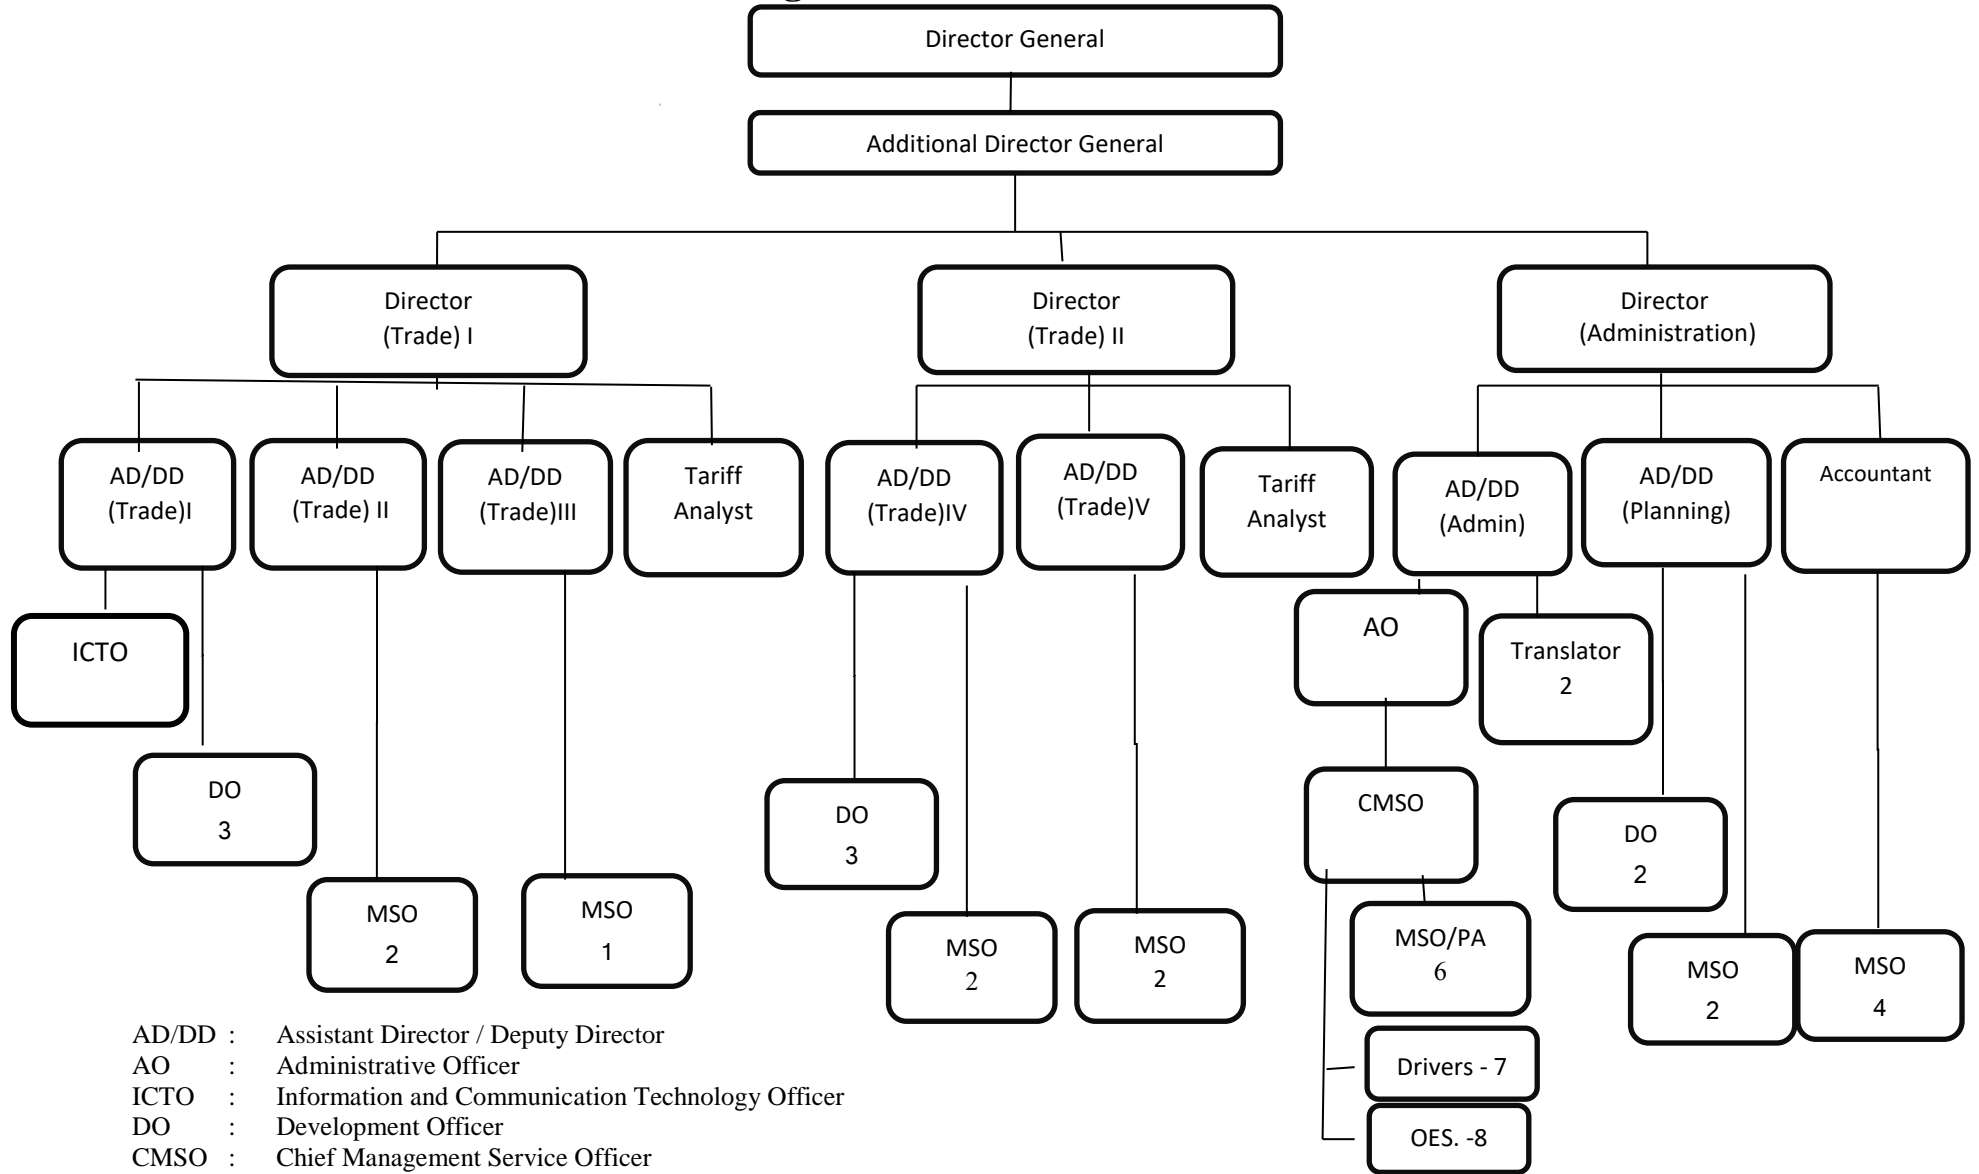 Director General
Additional Director General
Director
(Trade) I
Director
(Trade) II
Director
(Administration)
AD/DD
(Trade)I
AD/DD
(Trade) II
AD/DD
(Trade)III
Tariff
Analyst
AD/DD
(Trade)IV
AD/DD
(Trade)V
Tariff
Analyst
AD/DD
(Admin)
AD/DD
(Planning)
Accountant
ICTO
AO
Translator
2
DO
3
DO
3
CMSO
DO
2
MSO
2
MSO
1
MSO
2
MSO
2
MSO/PA
6
MSO
2
MSO
4
Drivers - 7
OES. -8
AD/DD : Assistant Director / Deputy Director
AO : Administrative Officer
ICTO : Information and Communication Technology Officer
DO : Development Officer
CMSO : Chief Management Service Officer